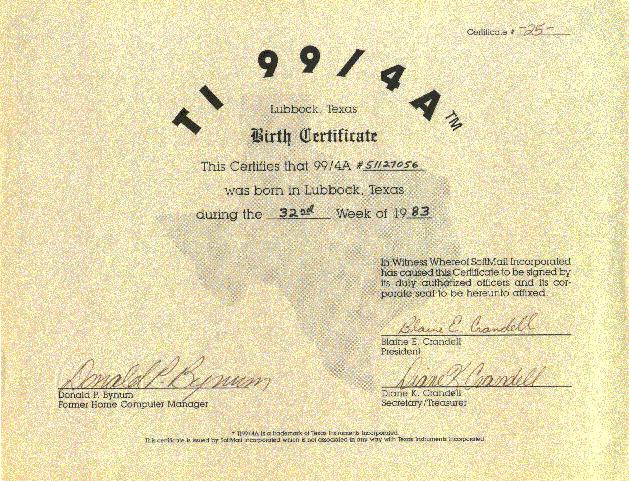 Certificate # -25-
TI 99/4A™
Lubbock, Texas
Birth Certificate
This Certifies that 99/4A #51127056
was born in Lubbock, Texas
during the 32nd Week of 1983
In Witness Whereof SoftMail Incorporated
has caused this Certificate to be signed by
its duly authorized officers and its cor-
porate seal to be hereunto affixed.
Blaine E. Crandell
Blaine E. Crandell
President
Donald P. Bynum
Donald P. Bynum
Former Home Computer Manager
Diane K Crandell
Diane K. Crandell
Secretary/Treasurer
* TI99/4A is a trademark of Texas Instruments Incorporated.
This certificate is issued by SoftMail Incorporated which is not associated in any way with Texas Instruments Incorporated